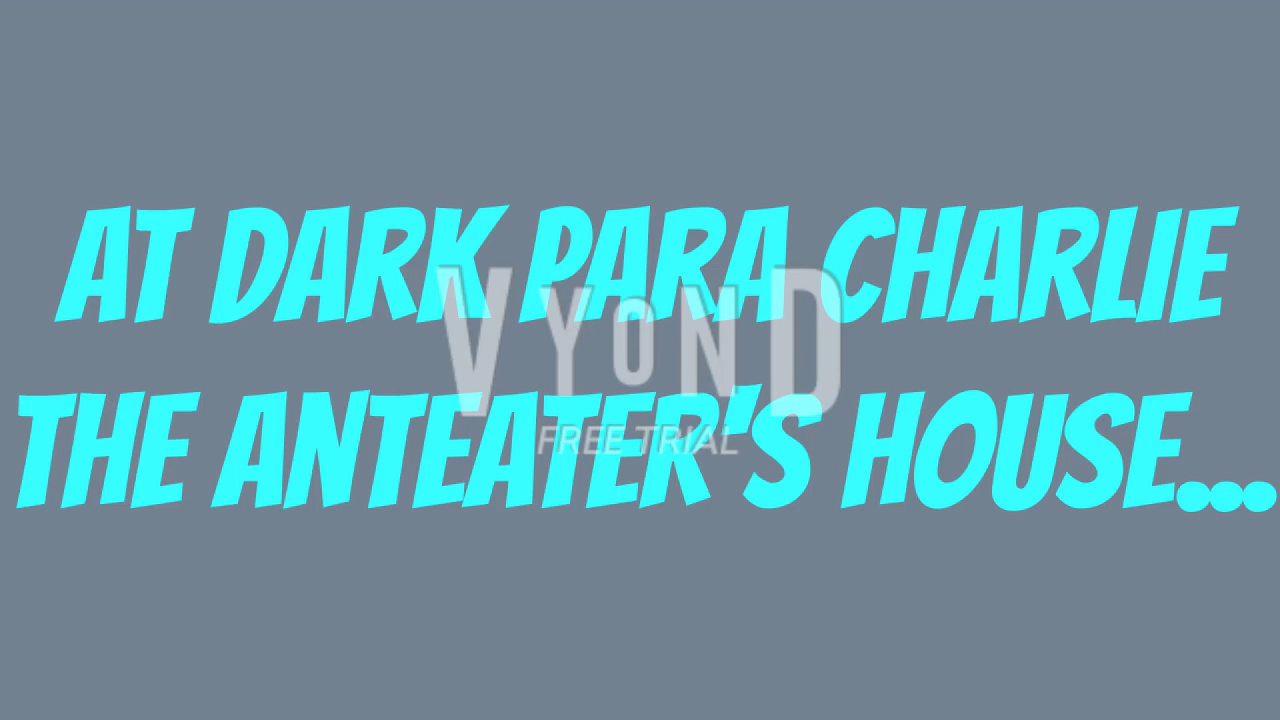 AT DARK PARA CHARLIE
VYOND
THE ANTEATER'S HOUSE...
FREE TRIAL